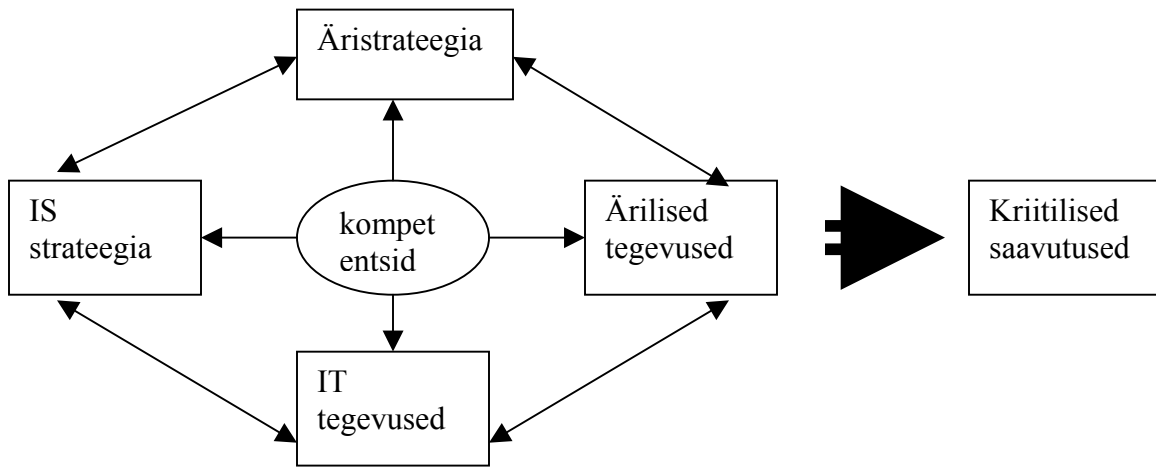 Äristrateegia
IS
strateegia
kompet
entsid
Ärilised
tegevused
Kriitilised
saavutused
IT
tegevused